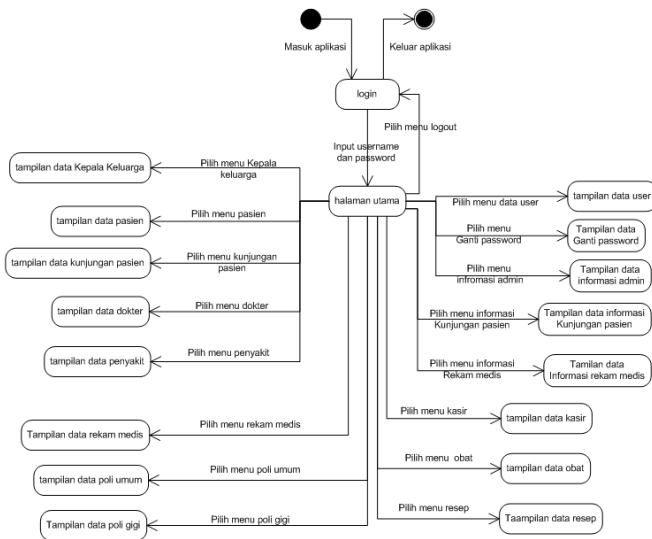 Masuk aplikasi
Keluar aplikasi
login
Pilih menu logout
Input username
dan password
halaman utama
Pilih menu Kepala
keluarga
tampilan data Kepala Keluarga
Pilih menu pasien
tampilan data pasien
Pilih menu kunjungan
pasien
tampilan data kunjungan pasien
Pilih menu dokter
tampilan data dokter
Pilih menu penyakit
tampilan data penyakit
Pilih menu rekam medis
Tampilan data rekam medis
Pilih menu poli umum
tampilan data poli umum
Pilih menu poli gigi
Tampilan data poli gigi
Pilih menu data user
tampilan data user
Pilih menu
Ganti password
Tampilan data
Ganti password
Pilih menu
infromasi admin
Tampilan data
informasi admin
Pilih menu informasi
Kunjungan pasien
Tampilan data informasi
Kunjungan pasien
Pilih menu informasi
Rekam medis
Tamilan data
Informasi rekam medis
Pilih menu kasir
tampilan data kasir
Pilih menu obat
tampilan data obat
Pilih menu resep
Taampilan data resep